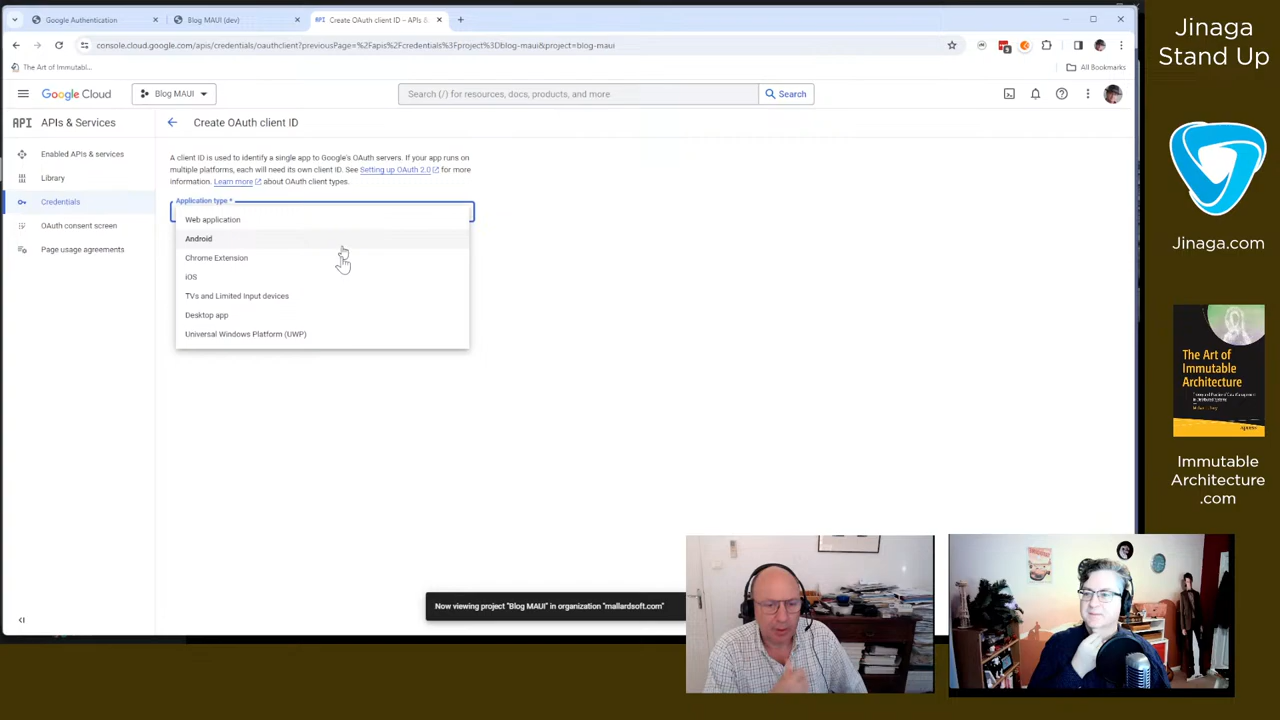 Google Authentication
Blog MAUI (dev)
API Create OAuth client ID – APIs &
console.cloud.google.com/apis/credentials/oauthclient?previousPage=%2Fapis%2Fcredentials%3Fproject%3Dblog-maui&project=blog-maui
The Art of Immutabl...
All Bookmarks
Google Cloud
Blog MAUI
Search (/) for resources, docs, products, and more
Search
API APIs & Services
Create OAuth client ID
Enabled APIs & services
Library
Credentials
OAuth consent screen
Page usage agreements
A client ID is used to identify a single app to Google's OAuth servers. If your app runs on
multiple platforms, each will need its own client ID. See Setting up OAuth 2.0 for more
information. Learn more about OAuth client types.
Application type *
Web application
Android
Chrome Extension
iOS
TVs and Limited Input devices
Desktop app
Universal Windows Platform (UWP)
Now viewing project "Blog MAUI" in organization "mallardsoft.com"
Jinaga
Stand Up
Jinaga.com
The Art of
Immutable
Architecture
Apress
Immutable
Architecture
.com